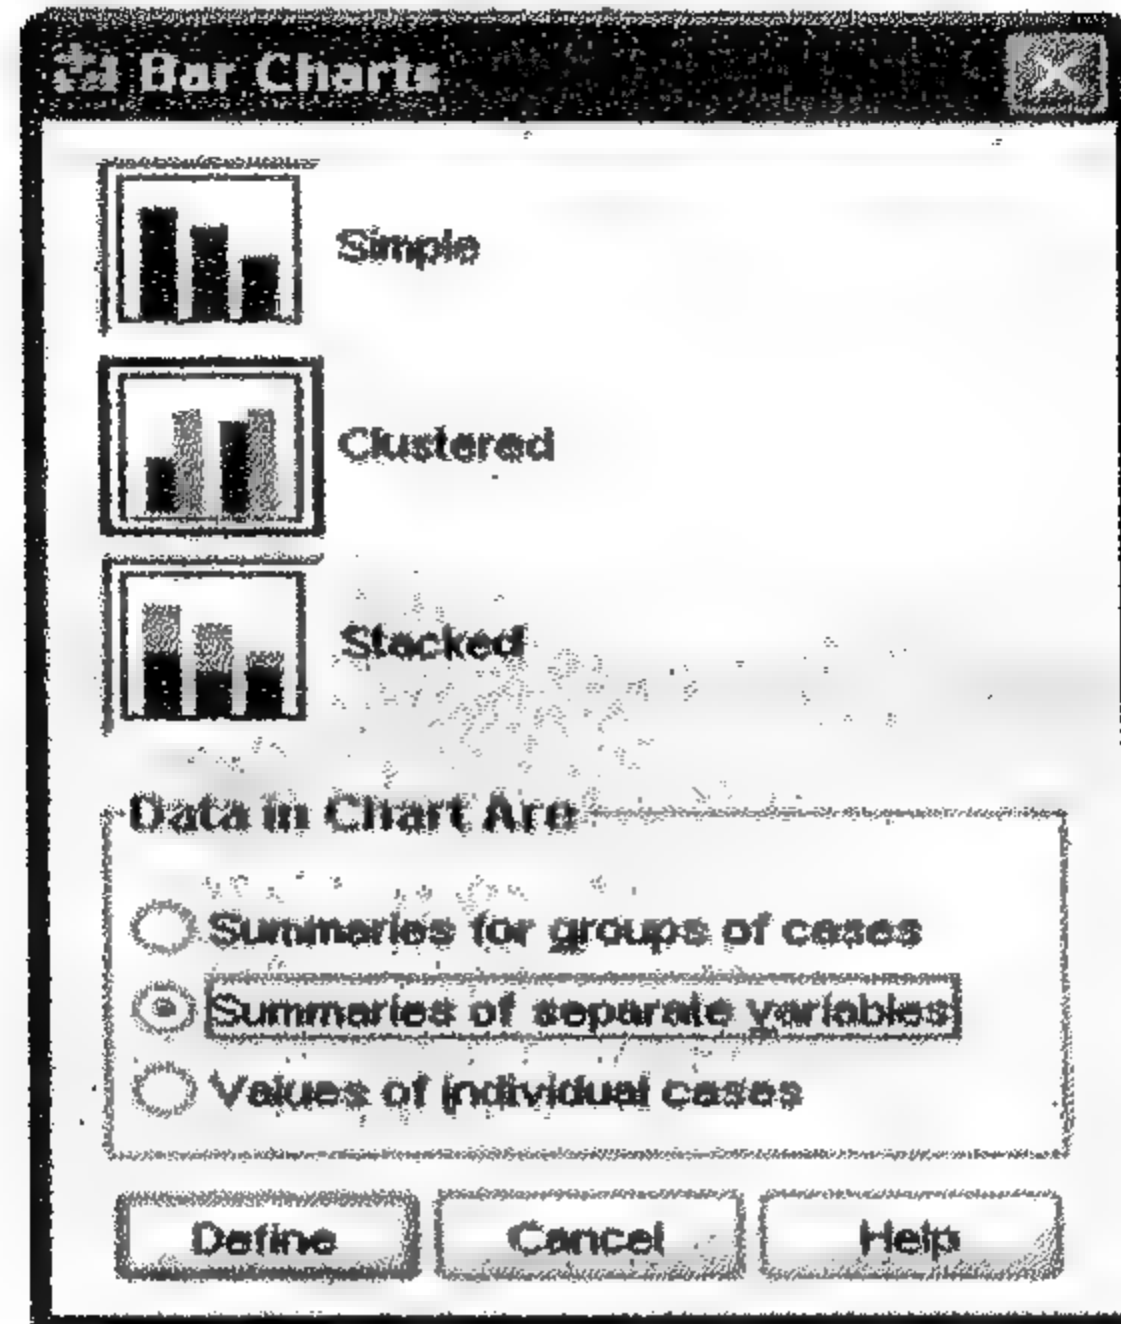 Bar Charts
Simple
Clustered
Stacked
Data in Chart Are
Summaries for groups of cases
Summaries of separate variables
Values of individual cases
Define Cancel Help